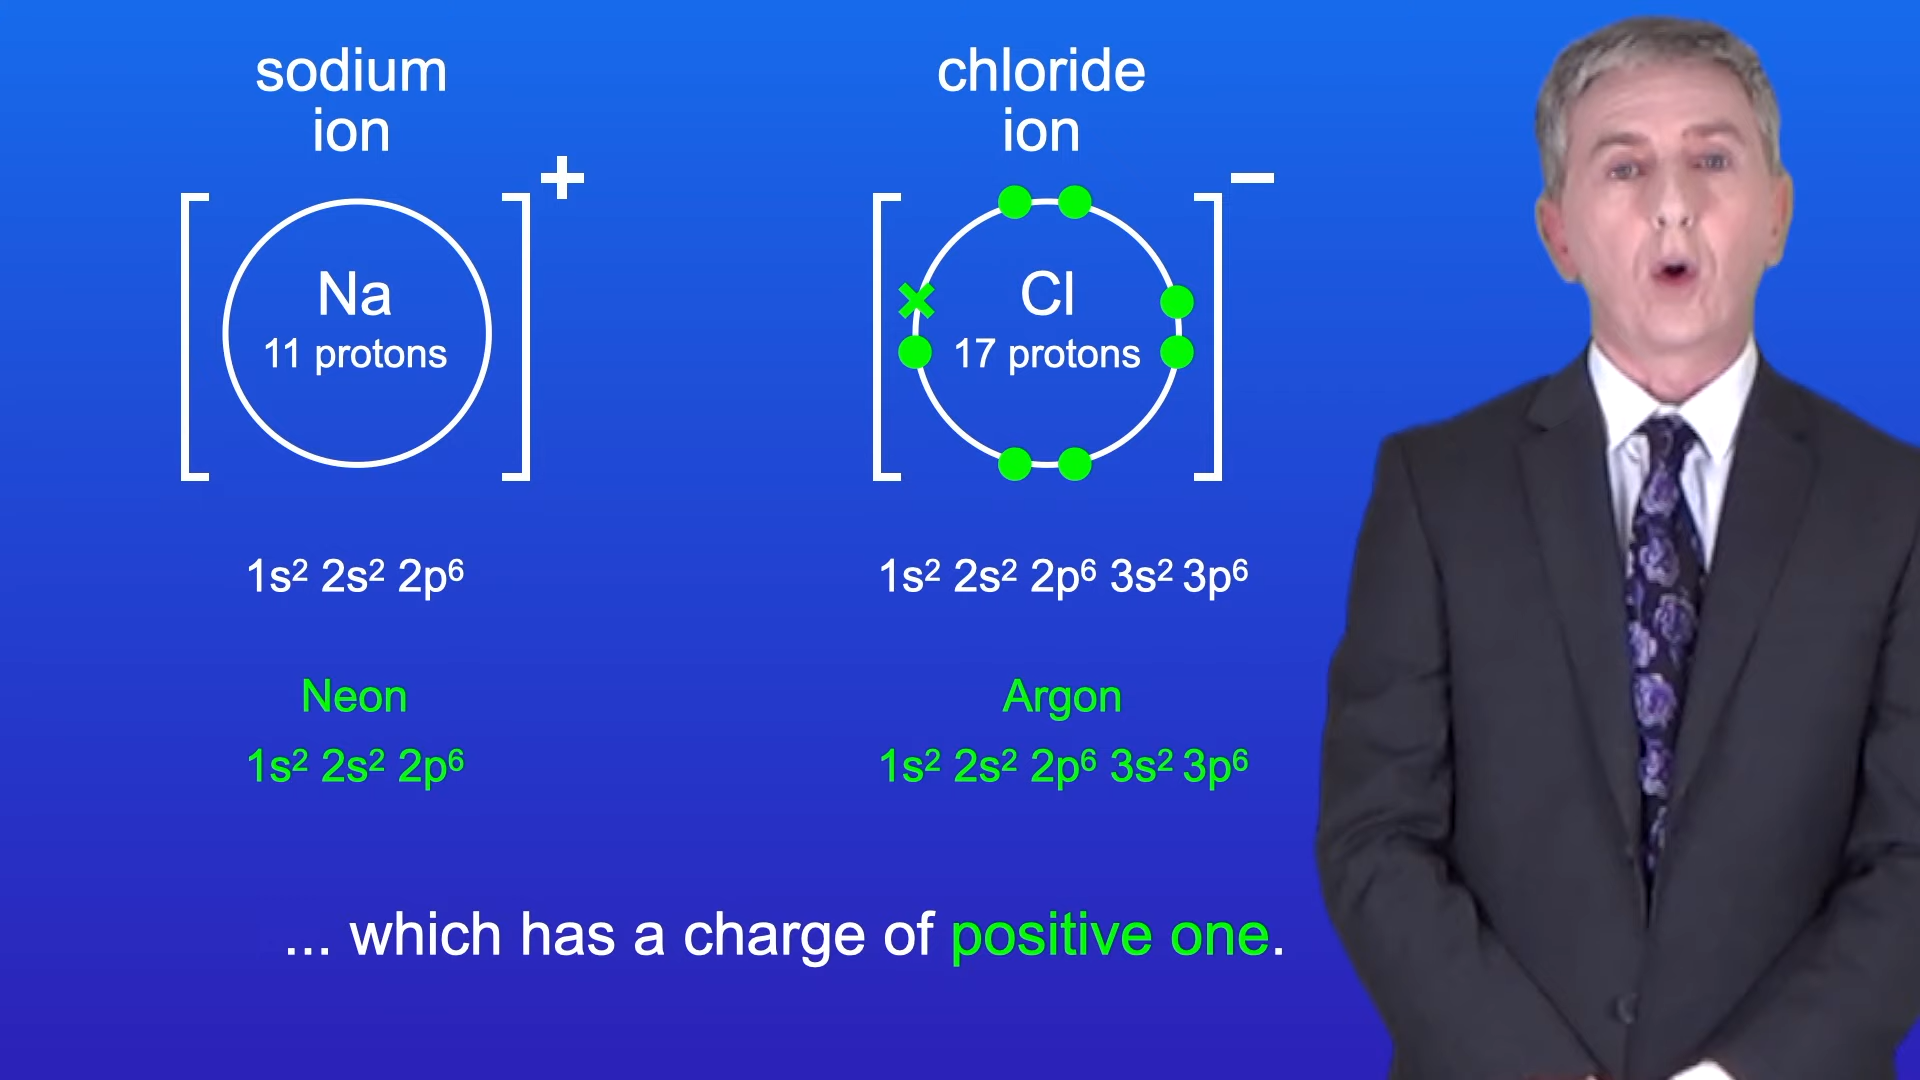 sodium
ion
+
Na
11 protons
1s² 2s² 2p⁶
Neon
1s² 2s² 2p⁶
chloride
ion
−
Cl
17 protons
1s² 2s² 2p⁶ 3s² 3p⁶
Argon
1s² 2s² 2p⁶ 3s² 3p⁶
... which has a charge of positive one.